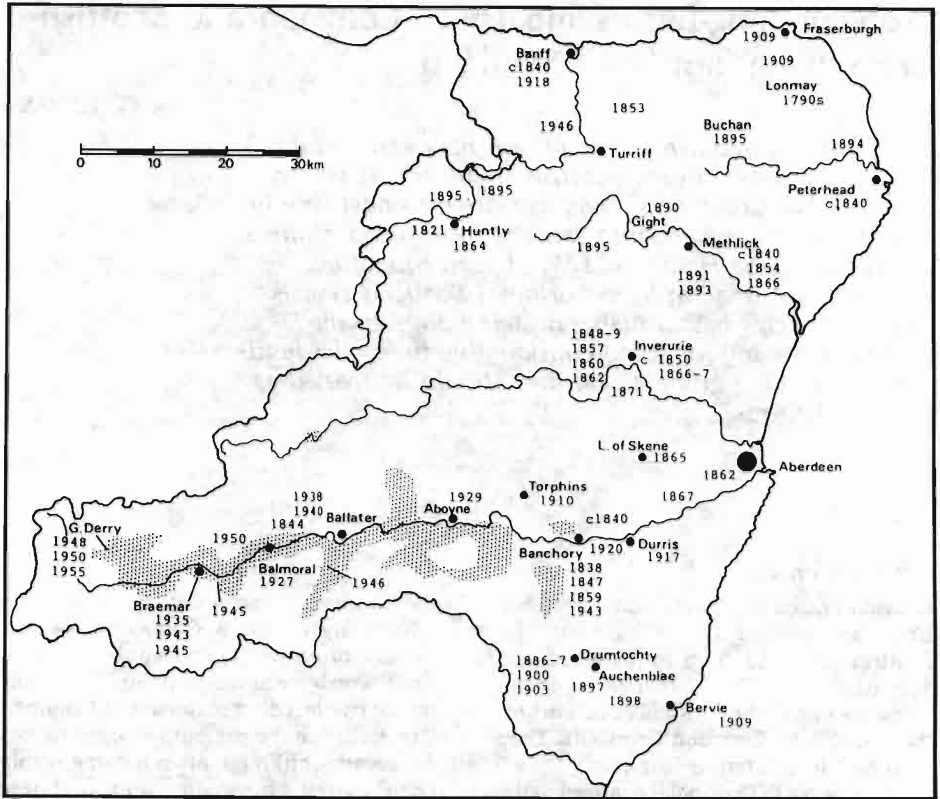 Fraserburgh
1909
1909
Banff
c1840
1918
Lonmay
1790s
1853
Buchan
1895
1946
1894
Turriff
0 10 20 30 km
Peterhead
c1840
1895
1895
1821
Huntly
1864
1890
Gight
1895
Methlick
c1840
1854
1866
1891
1893
1848-9
1857
1860
1862
Inverurie
c 1850
1866-7
1871
L. of Skene
1865
1862
Aberdeen
Torphins
1910
1867
1938
1940
1844
Ballater
1929
Aboyne
c1840
G. Derry
1948
1950
1955
1950
Balmoral
1927
1946
Banchory
1838
1847
1859
1943
1920
Durris
1917
Braemar
1935
1943
1945
1945
Drumtochty
1886-7
1900
1903
Auchenblae
1897
1898
Bervie
1909